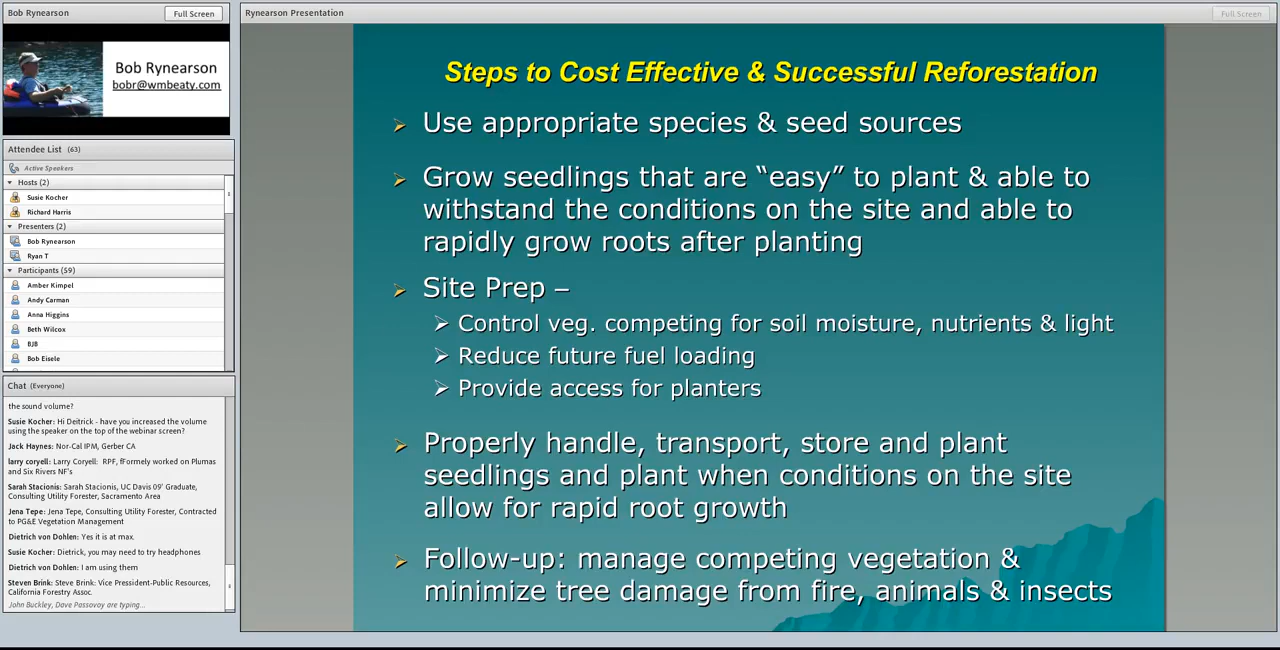 Bob Rynearson
Full Screen
Bob Rynearson
bobr@wmbeaty.com
Attendee List (63)
Active Speakers
Hosts (2)
Susie Kocher
Richard Harris
Presenters (2)
Bob Rynearson
Ryan T
Participants (59)
Amber Kimpel
Andy Carman
Anna Higgins
Beth Wilcox
BJB
Bob Eisele
Chat (Everyone)
the sound volume?
Susie Kocher: Hi Deitrick - have you increased the volume
using the speaker on the top of the webinar screen?
Jack Haynes: Nor-Cal IPM, Gerber CA
larry coryell: Larry Coryell: RPF, fFormely worked on Plumas
and Six Rivers NF's
Sarah Stacionis: Sarah Stacionis, UC Davis 09' Graduate,
Consulting Utility Forester, Sacramento Area
Jena Tepe: Jena Tepe, Consulting Utility Forester, Contracted
to PG&E Vegetation Management
Dietrich von Dohlen: Yes it is at max.
Susie Kocher: Dietrick, you may need to try headphones
Dietrich von Dohlen: I am using them
Steven Brink: Steve Brink: Vice President-Public Resources,
California Forestry Assoc.
John Buckley, Dave Passovoy are typing...
Rynearson Presentation
Full Screen
Steps to Cost Effective & Successful Reforestation
Use appropriate species & seed sources
Grow seedlings that are “easy” to plant & able to
withstand the conditions on the site and able to
rapidly grow roots after planting
Site Prep –
Control veg. competing for soil moisture, nutrients & light
Reduce future fuel loading
Provide access for planters
Properly handle, transport, store and plant
seedlings and plant when conditions on the site
allow for rapid root growth
Follow-up: manage competing vegetation &
minimize tree damage from fire, animals & insects